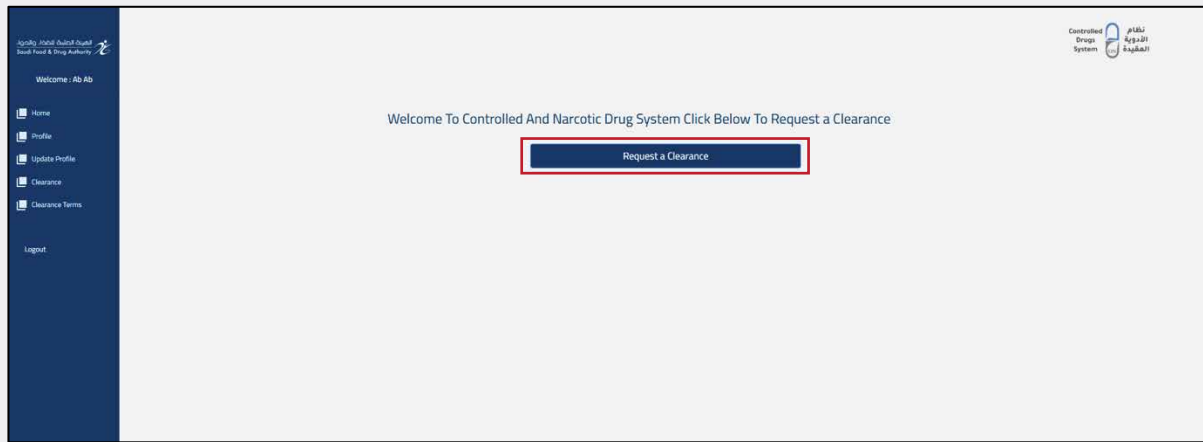 الهيئة العامة للغذاء والدواء
Saudi Food & Drug Authority
Welcome : Ab Ab
Home
Profile
Update Profile
Clearance
Clearance Terms
Logout
Controlled
Drugs
System
نظام
الأدوية
المقيدة
CDS
Welcome To Controlled And Narcotic Drug System Click Below To Request a Clearance
Request a Clearance